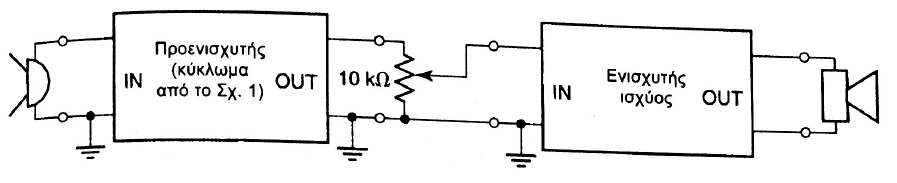 Προενισχυτής
(κύκλωμα
από το Σχ. 1)
IN
OUT
10 kΩ
Ενισχυτής
ισχύος
IN
OUT